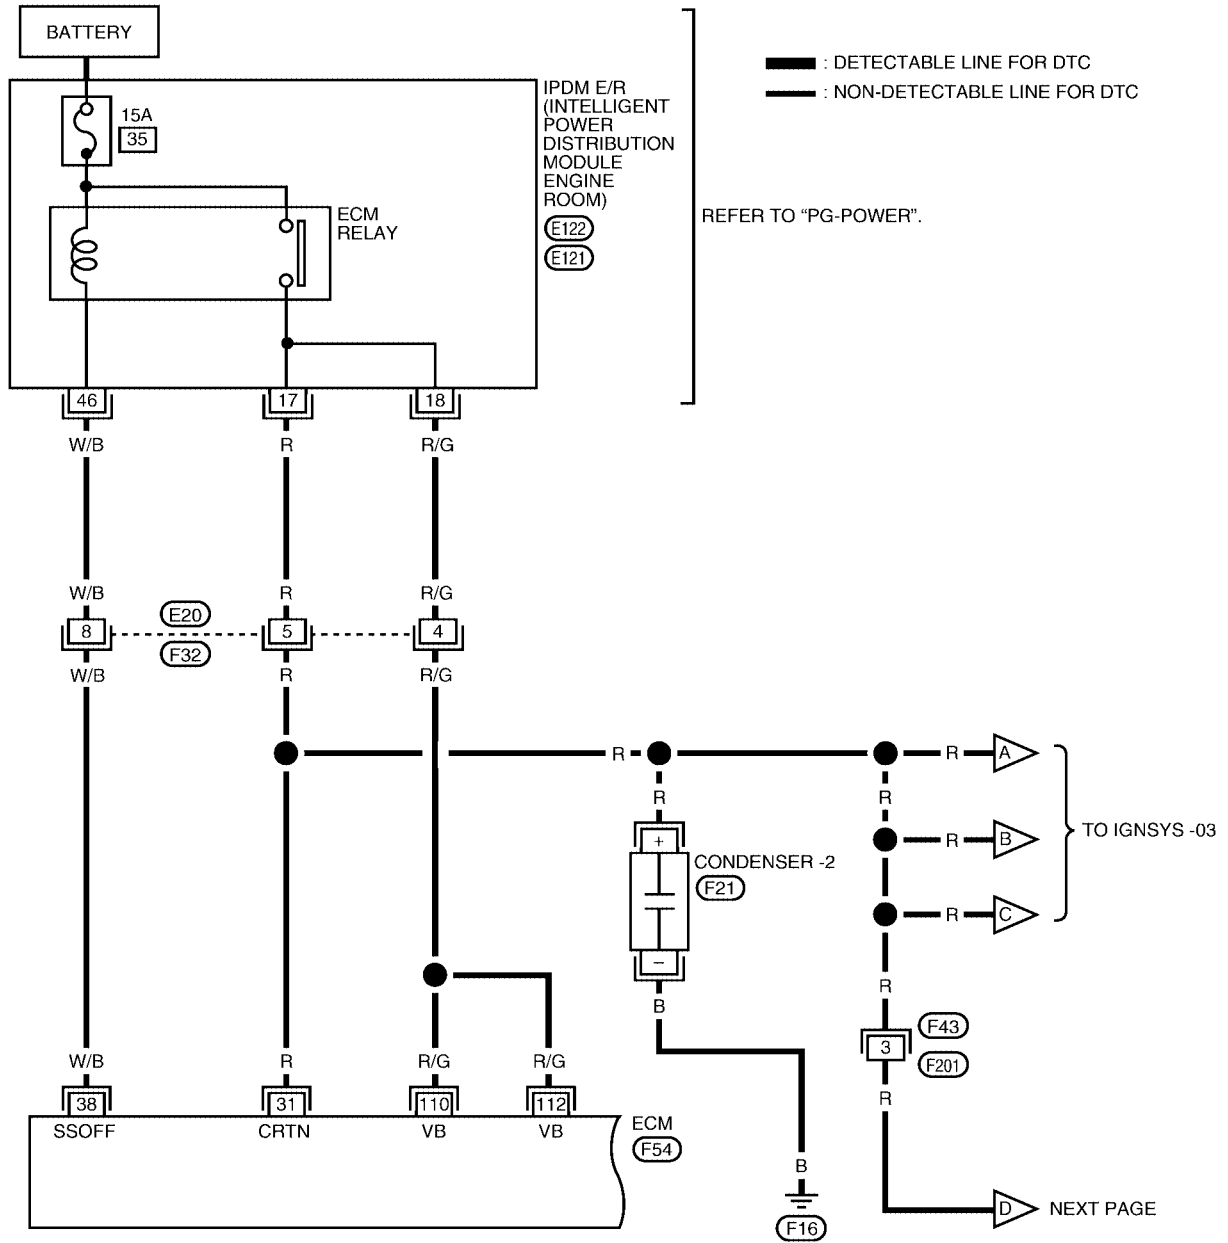 BATTERY
: DETECTABLE LINE FOR DTC
: NON-DETECTABLE LINE FOR DTC
15A
35
IPDM E/R
(INTELLIGENT
POWER
DISTRIBUTION
MODULE
ENGINE
ROOM)
E122
E121
ECM
RELAY
REFER TO “PG-POWER”.
46
17
18
W/B
R
R/G
W/B
R
R/G
E20
8
5
4
F32
W/B
R
R/G
R
R
A
R
R
+
R
B
TO IGNSYS -03
CONDENSER -2
F21
R
C
−
R
B
F43
3
F201
W/B
R
R/G
R/G
R
38
31
110
112
SSOFF
CRTN
VB
VB
ECM
F54
B
F16
D
NEXT PAGE